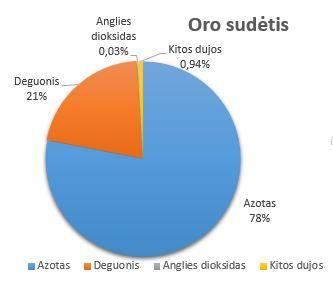 Oro sudėtis
Anglies
dioksidas
0,03%
Kitos dujos
0,94%
Deguonis
21%
Azotas
78%
Azotas Deguonis Anglies dioksidas Kitos dujos